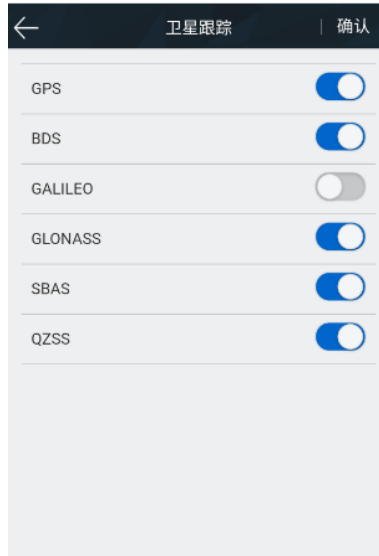 卫星跟踪 | 确认
GPS
BDS
GALILEO
GLONASS
SBAS
QZSS